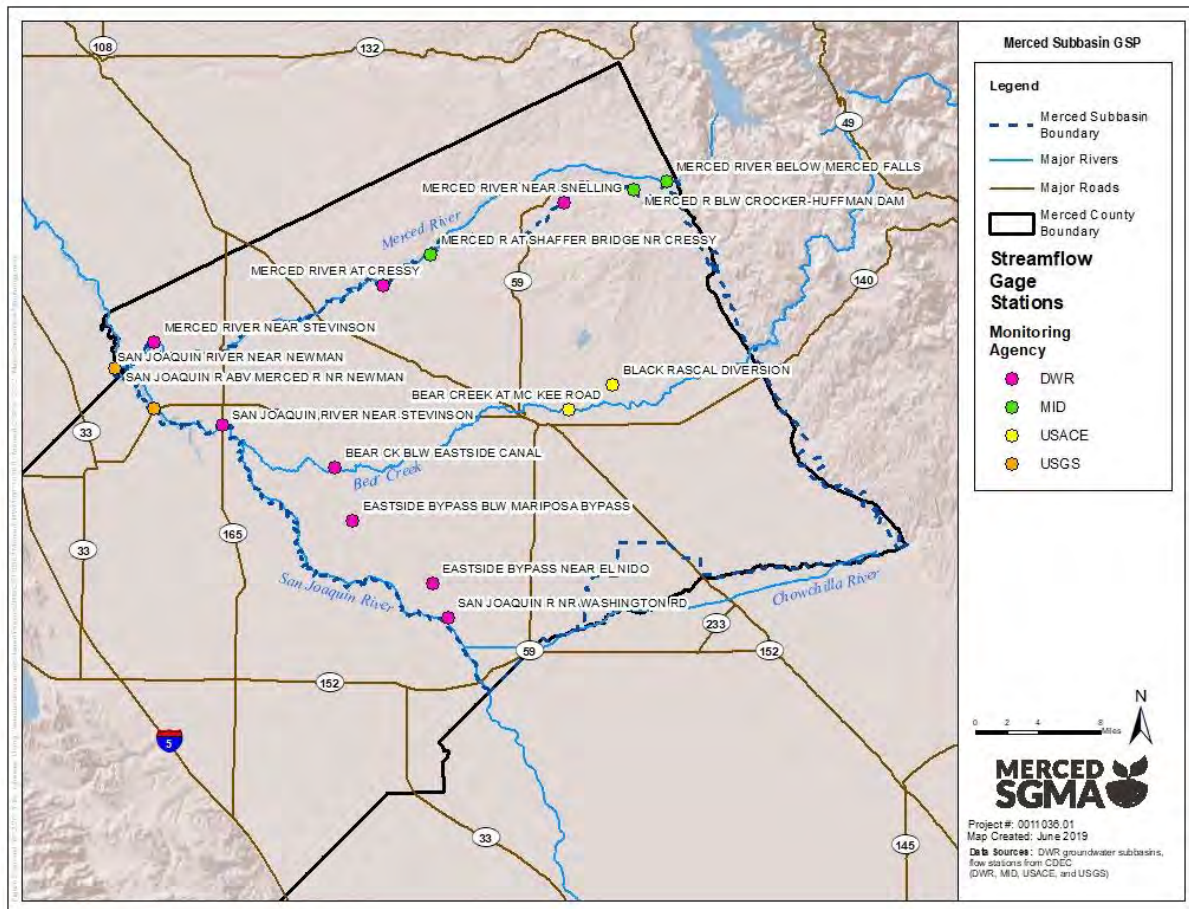 108
132
49
MERCED RIVER BELOW MERCED FALLS
MERCED RIVER NEAR SNELLING
MERCED R BLW CROCKER-HUFFMAN DAM
Merced River
MERCED R AT SHAFFER BRIDGE NR CRESSY
MERCED RIVER AT CRESSY
59
140
MERCED RIVER NEAR STEVINSON
SAN JOAQUIN RIVER NEAR NEWMAN
SAN JOAQUIN R ABV MERCED R NR NEWMAN
BLACK RASCAL DIVERSION
BEAR CREEK AT MC KEE ROAD
SAN JOAQUIN RIVER NEAR STEVINSON
33
BEAR CK BLW EASTSIDE CANAL
Bear Creek
EASTSIDE BYPASS BLW MARIPOSA BYPASS
165
33
EASTSIDE BYPASS NEAR EL NIDO
San Joaquin River
SAN JOAQUIN R NR WASHINGTON RD
Chowchilla River
233
59
152
152
5
33
145
Merced Subbasin GSP
Legend
Merced Subbasin
Boundary
Major Rivers
Major Roads
Merced County
Boundary
Streamflow
Gage
Stations
Monitoring
Agency
DWR
MID
USACE
USGS
N
0 2 4 8
Miles
MERCED
SGMA
Project #: 0011036.01
Map Created: June 2019
Data Sources: DWR groundwater subbasins,
flow stations from CDEC
(DWR, MID, USACE, and USGS)